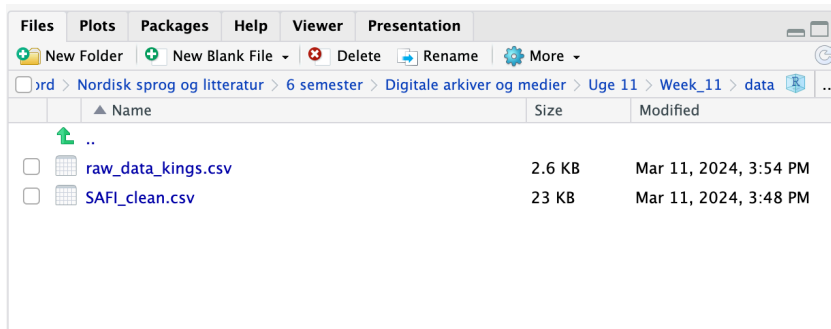 Files Plots Packages Help Viewer Presentation
New Folder New Blank File Delete Rename More
ord > Nordisk sprog og litteratur > 6 semester > Digitale arkiver og medier > Uge 11 > Week_11 > data R ...
Name Size Modified
..
raw_data_kings.csv 2.6 KB Mar 11, 2024, 3:54 PM
SAFI_clean.csv 23 KB Mar 11, 2024, 3:48 PM